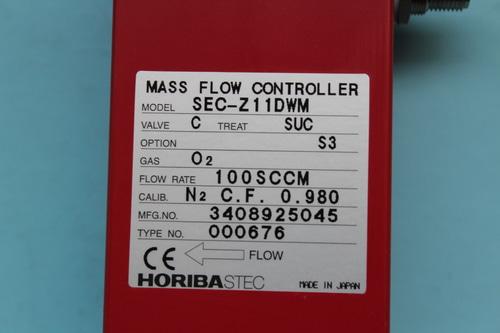 MASS FLOW CONTROLLER
MODEL SEC-Z11DWM
VALVE C TREAT SUC
OPTION S3
GAS O2
FLOW RATE 100SCCM
CALIB. N2 C.F. 0.980
MFG.NO. 3408925045
TYPE NO. 000676
CE FLOW
HORIBASTEC MADE IN JAPAN